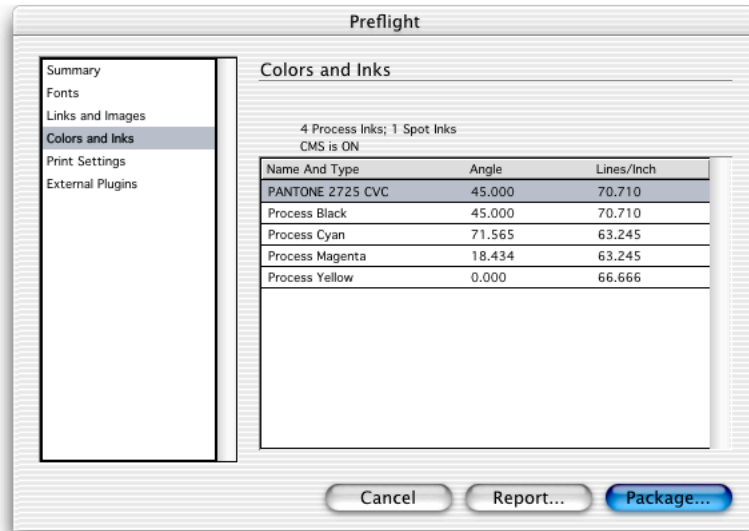 Preflight
Summary
Fonts
Links and Images
Colors and Inks
Print Settings
External Plugins
Colors and Inks
4 Process Inks; 1 Spot Inks
CMS is ON
Name And Type Angle Lines/Inch
PANTONE 2725 CVC 45.000 70.710
Process Black 45.000 70.710
Process Cyan 71.565 63.245
Process Magenta 18.434 63.245
Process Yellow 0.000 66.666
Cancel Report... Package...